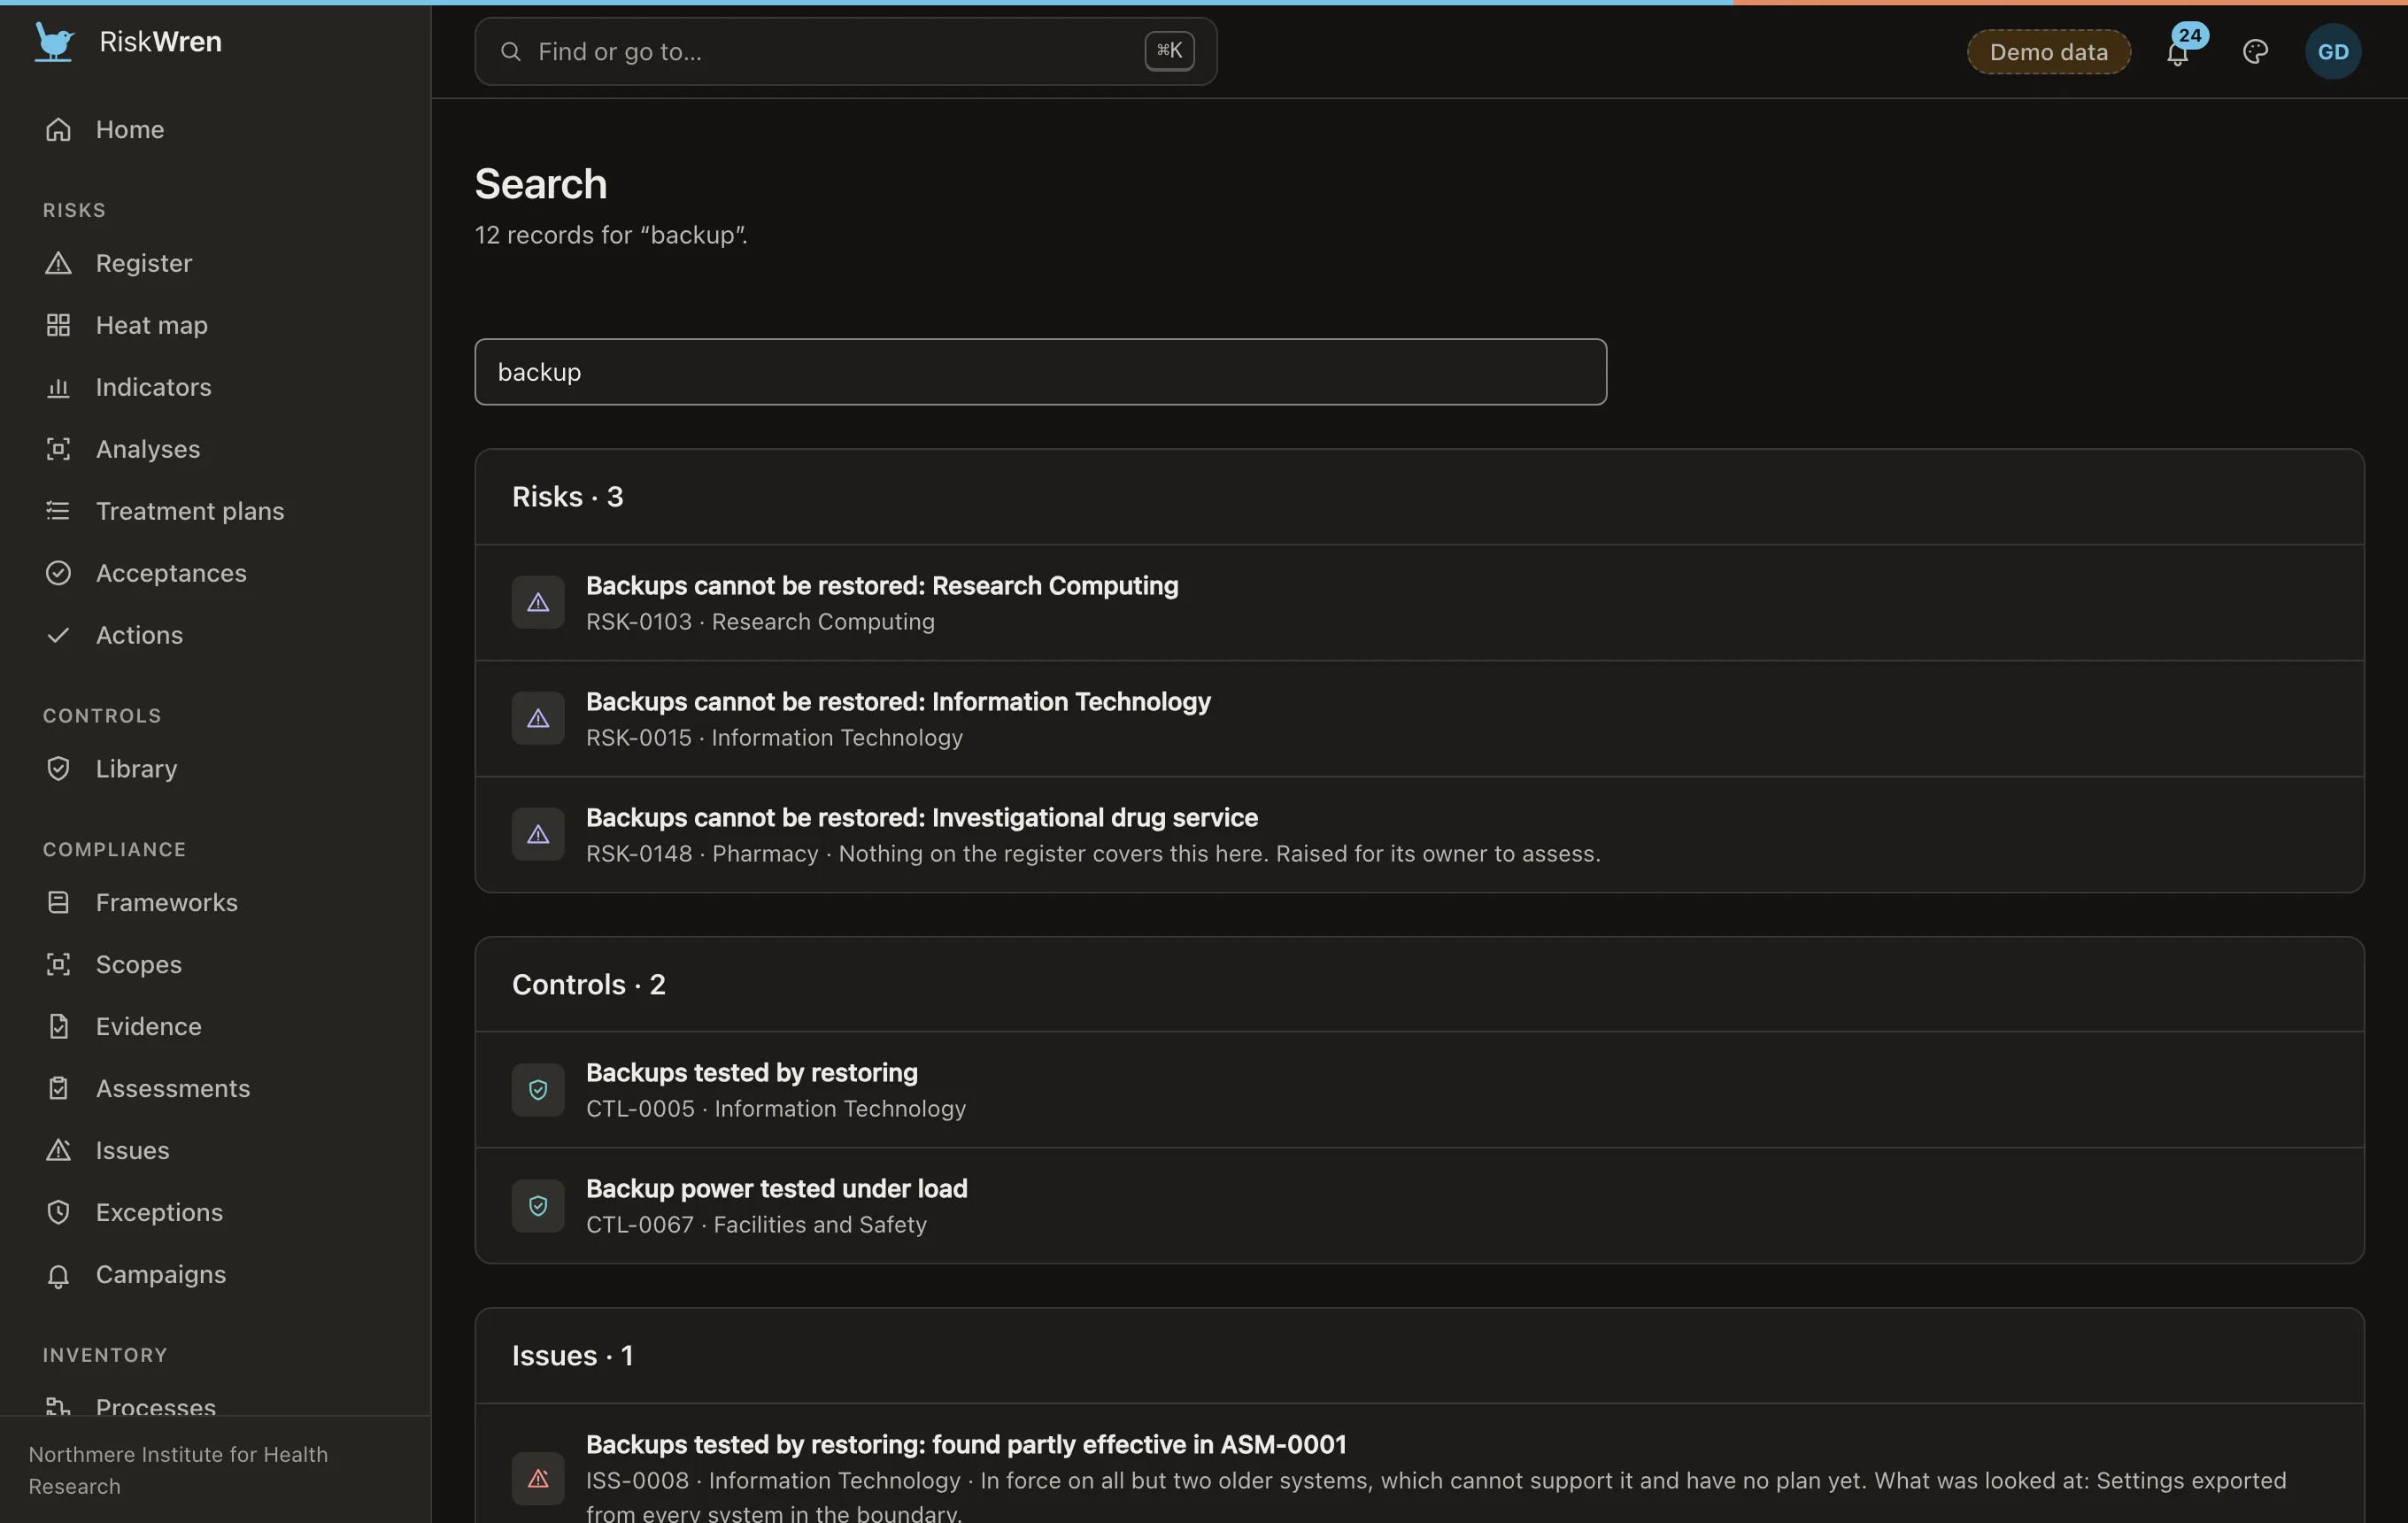 RiskWren
Find or go to...
⌘K
Demo data
24
GD
Home
RISKS
Register
Heat map
Indicators
Analyses
Treatment plans
Acceptances
Actions
CONTROLS
Library
COMPLIANCE
Frameworks
Scopes
Evidence
Assessments
Issues
Exceptions
Campaigns
INVENTORY
Processes
Northmere Institute for Health
Research
Search
12 records for “backup”.
backup
Risks · 3
Backups cannot be restored: Research Computing
RSK-0103 · Research Computing
Backups cannot be restored: Information Technology
RSK-0015 · Information Technology
Backups cannot be restored: Investigational drug service
RSK-0148 · Pharmacy · Nothing on the register covers this here. Raised for its owner to assess.
Controls · 2
Backups tested by restoring
CTL-0005 · Information Technology
Backup power tested under load
CTL-0067 · Facilities and Safety
Issues · 1
Backups tested by restoring: found partly effective in ASM-0001
ISS-0008 · Information Technology · In force on all but two older systems, which cannot support it and have no plan yet. What was looked at: Settings exported
from every system in the boundary.